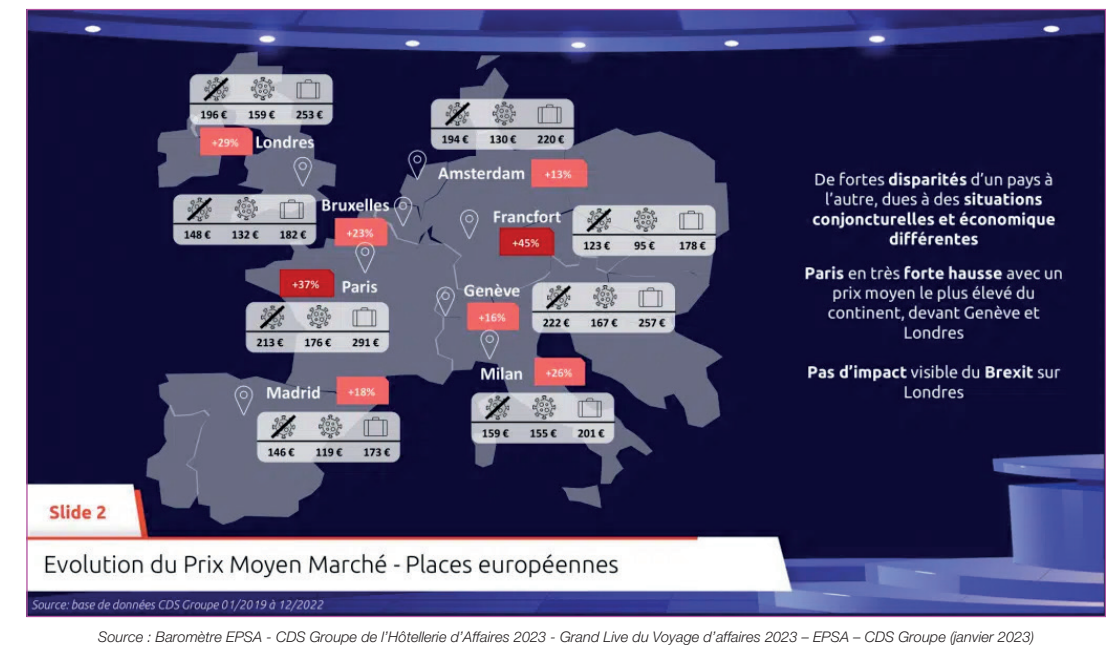 196 € 159 € 253 €
+29% Londres
194 € 130 € 220 €
Amsterdam +13%
148 € 132 € 182 €
Bruxelles
+23%
Francfort
+45%
123 € 95 € 178 €
+37% Paris
213 € 176 € 291 €
Genève
+16%
222 € 167 € 257 €
Milan +26%
159 € 155 € 201 €
Madrid +18%
146 € 119 € 173 €
De fortes disparités d’un pays à
l’autre, dues à des situations
conjoncturelles et économique
différentes
Paris en très forte hausse avec un
prix moyen le plus élevé du
continent, devant Genève et
Londres
Pas d’impact visible du Brexit sur
Londres
Slide 2
Evolution du Prix Moyen Marché - Places européennes
Source: base de données CDS Groupe 01/2019 à 12/2022
Source : Baromètre EPSA - CDS Groupe de l’Hôtellerie d’Affaires 2023 - Grand Live du Voyage d’affaires 2023 – EPSA – CDS Groupe (janvier 2023)